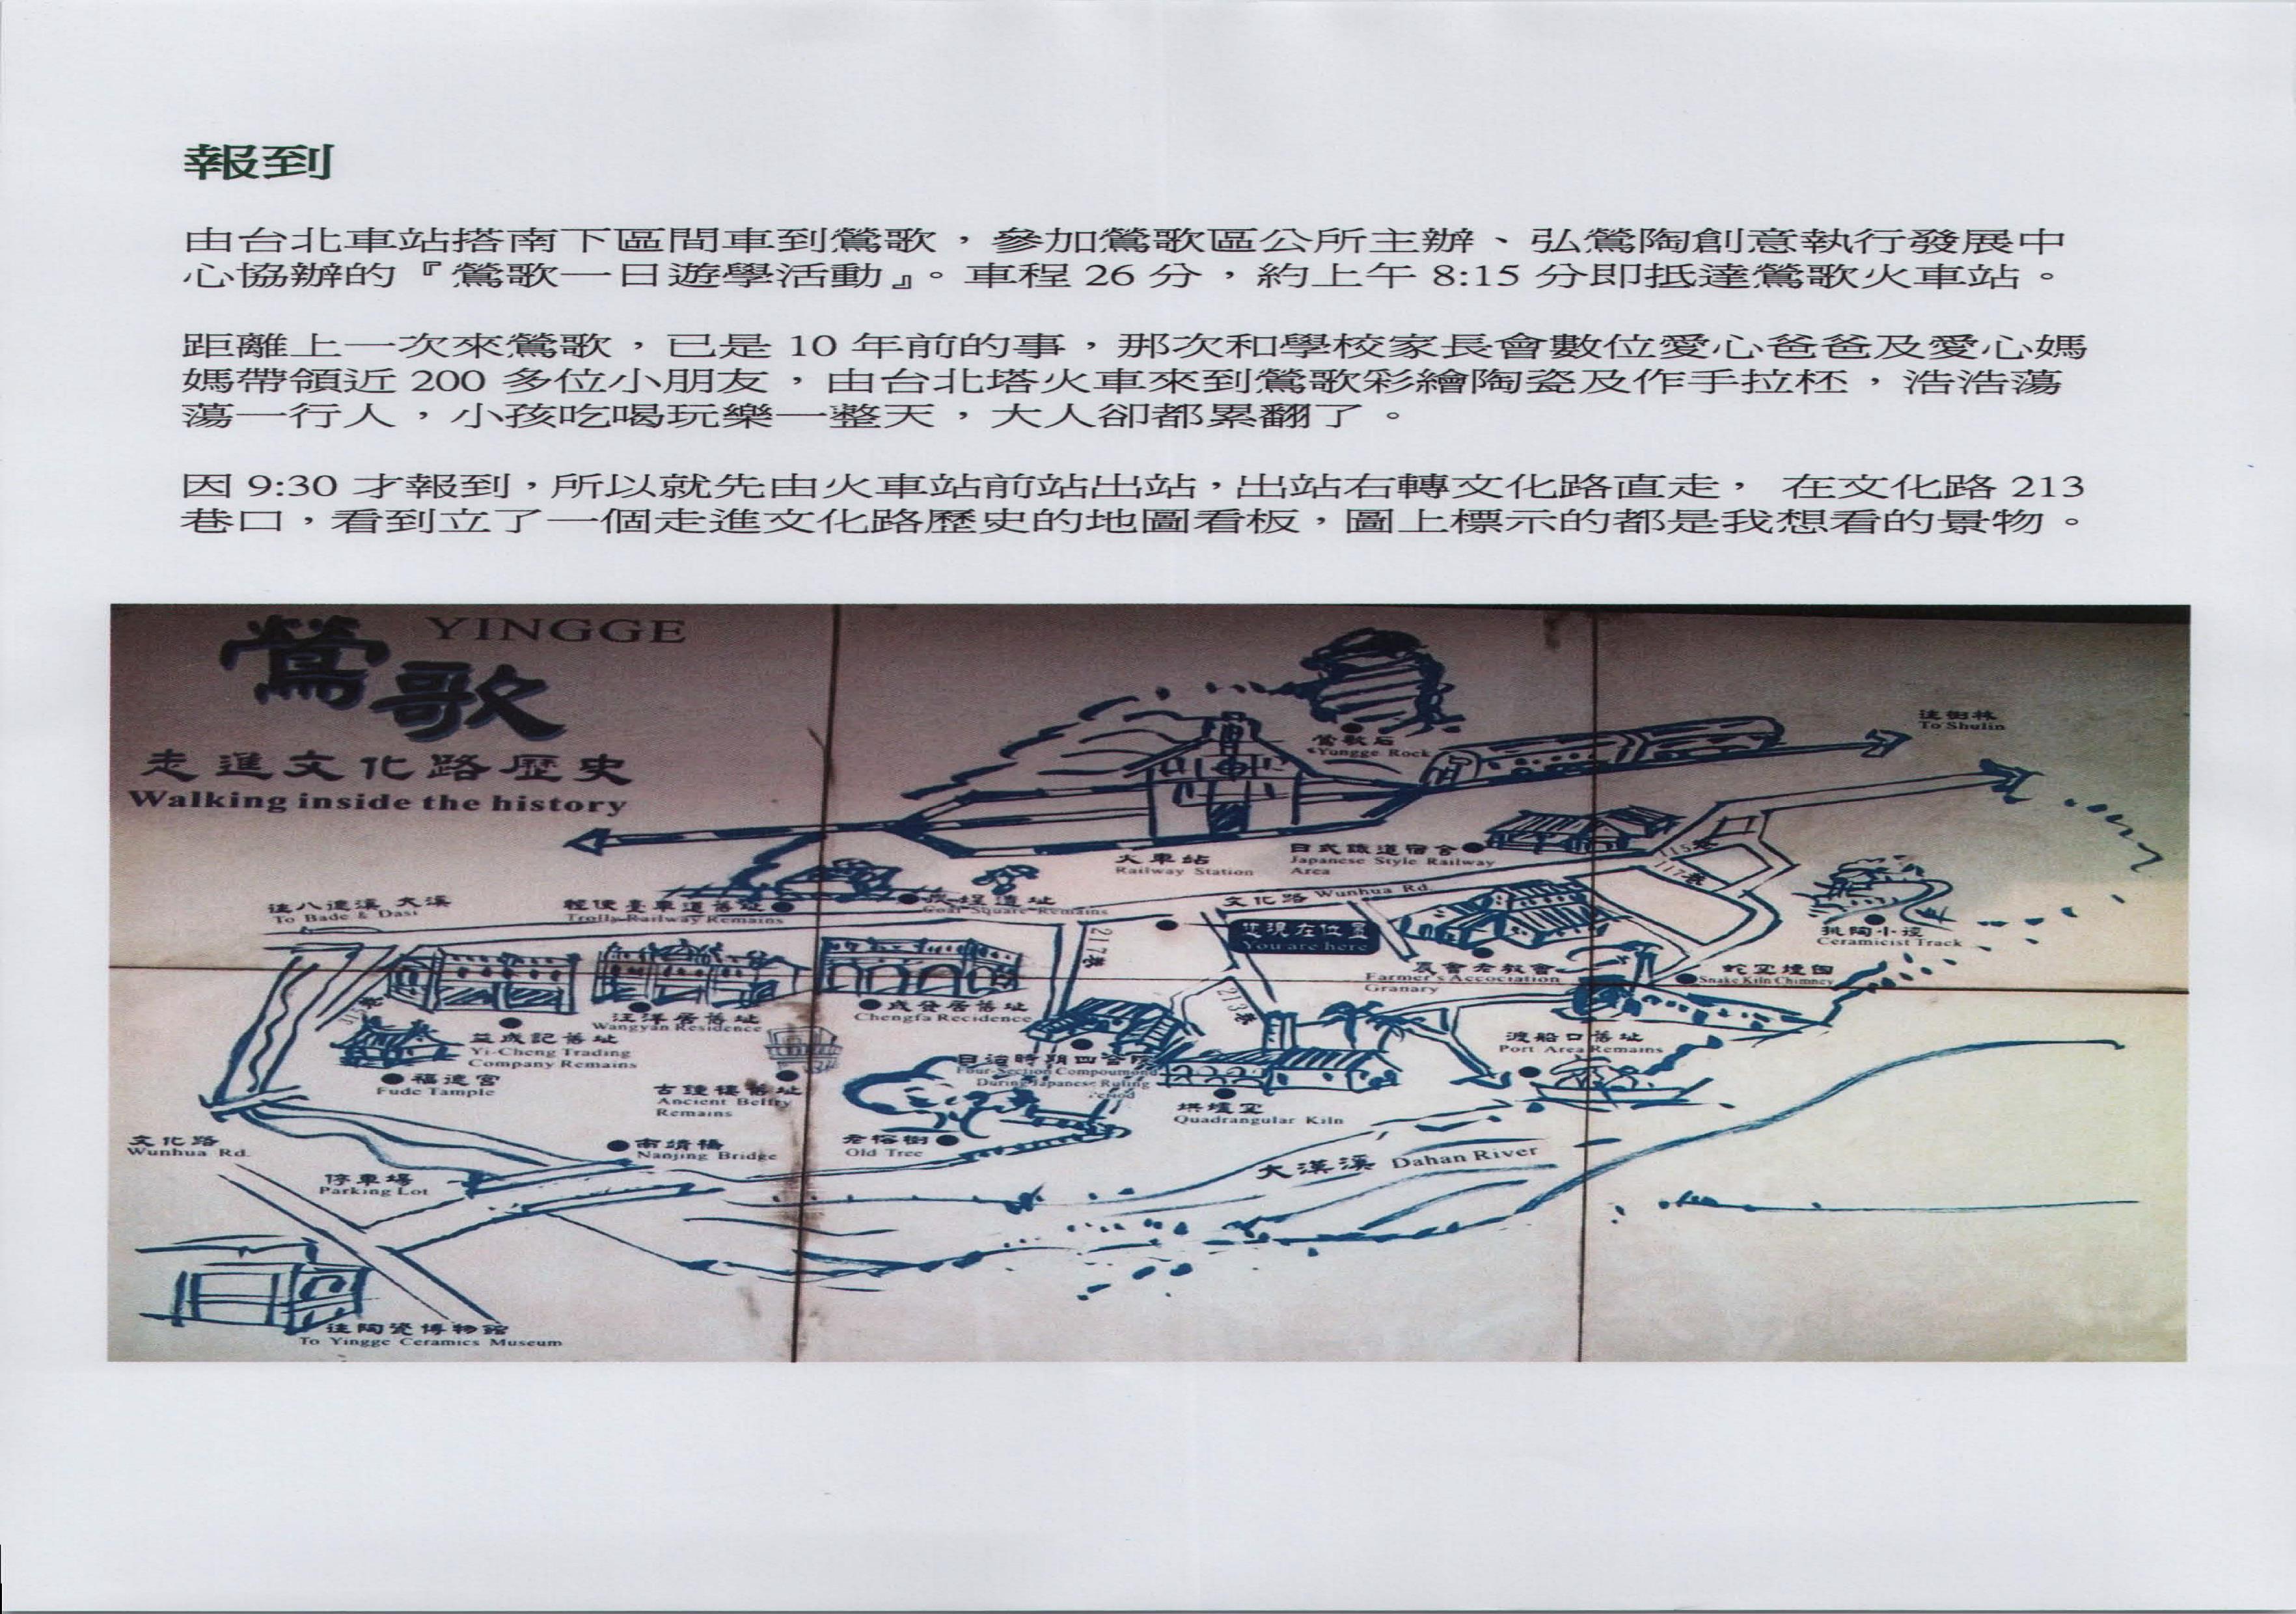 報到
由台北車站搭南下區間車到鶯歌，參加鶯歌區公所主辦、弘鶯陶創意執行發展中
心協辦的『鶯歌一日遊學活動』。車程 26 分，約上午 8:15 分即抵達鶯歌火車站。
距離上一次來鶯歌，已是 10 年前的事，那次和學校家長會數位愛心爸爸及愛心媽
媽帶領近 200 多位小朋友，由台北塔火車來到鶯歌彩繪陶瓷及作手拉杯，浩浩蕩
蕩一行人，小孩吃喝玩樂一整天，大人卻都累翻了。
因 9:30 才報到，所以就先由火車站前站出站，出站右轉文化路直走， 在文化路 213
巷口，看到立了一個走進文化路歷史的地圖看板，圖上標示的都是我想看的景物。
YINGGE
鶯歌
走進文化路歷史
Walking inside the history
鶯歌石
Yungge Rock
往樹林
To Shulin
火車站
Railway Station
日式鐵道宿舍
Japanese Style Railway
Area
往八德溪 大溪
To Bade & Dasi
輕便臺車道舊址
Trolly Railway Remains
炭埕遺址
Coal Square Remains
文化路 Wunhua Rd.
115巷
117巷
您現在位置
You are here
217巷
213巷
挑陶小徑
Ceramicist Track
農會老穀倉
Farmer's Accociation
Granary
蛇窯煙囪
Snake Kiln Chimney
汪洋居舊址
Wangyan Residence
成發居舊址
Chengfa Recidence
益成記舊址
Yi-Cheng Trading
Company Remains
福德宮
Fude Tample
古鐘樓舊址
Ancient Belfry
Remains
日治時期四合院
Four-Section Compoumond
During Japanese Ruling
渡船口舊址
Port Area Remains
拱壚窯
Quadrangular Kiln
文化路
Wunhua Rd.
南靖橋
Nanjing Bridge
老榕樹
Old Tree
停車場
Parking Lot
大漢溪 Dahan River
往陶瓷博物館
To Yingge Ceramics Museum